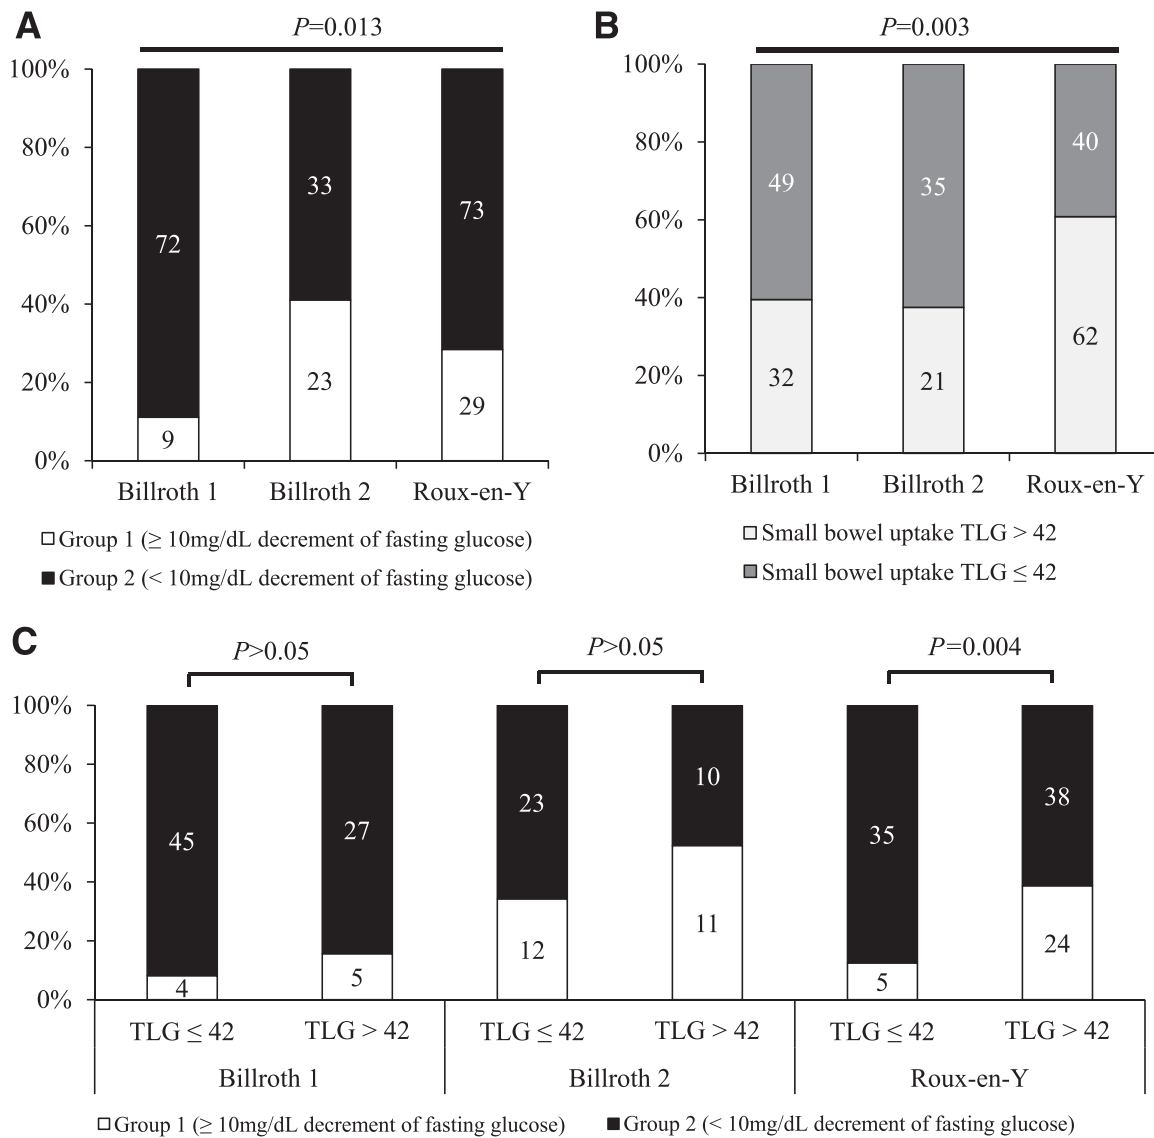 A
P=0.013
100%
80%
60%
40%
20%
0%
72
33
73
9
23
29
Billroth 1
Billroth 2
Roux-en-Y
Group 1 (≥ 10mg/dL decrement of fasting glucose)
Group 2 (< 10mg/dL decrement of fasting glucose)
B
P=0.003
100%
80%
60%
40%
20%
0%
49
35
40
32
21
62
Billroth 1
Billroth 2
Roux-en-Y
Small bowel uptake TLG > 42
Small bowel uptake TLG ≤ 42
C
P>0.05
P>0.05
P=0.004
100%
80%
60%
40%
20%
0%
45
27
23
10
35
38
4
5
12
11
5
24
TLG ≤ 42
TLG > 42
TLG ≤ 42
TLG > 42
TLG ≤ 42
TLG > 42
Billroth 1
Billroth 2
Roux-en-Y
Group 1 (≥ 10mg/dL decrement of fasting glucose)
Group 2 (< 10mg/dL decrement of fasting glucose)